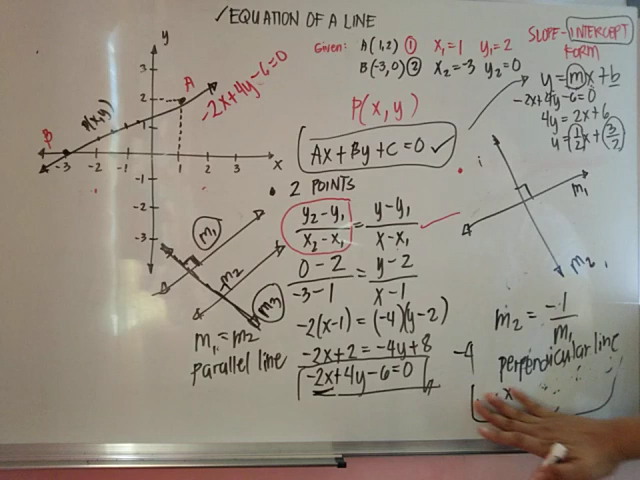 ✓EQUATION OF A LINE
Given: A(1,2) ① x₁=1 y₁=2
B(-3,0) ② x₂=-3 y₂=0
P(x,y)
Ax+By+C=0 ✓
• 2 POINTS
y₂-y₁/x₂-x₁ = y-y₁/x-x₁
0-2/-3-1 = y-2/x-1
-2(x-1)=(-4)(y-2)
-2x+2=-4y+8
-2x+4y-6=0
SLOPE-INTERCEPT
FORM
y=mx+b
-2x+4y-6=0
4y=2x+6
y=1/2x+3/2
y
3
2
1
-1
-2
-3
-3 -2 -1 1 2 3 x
A
B
P(x,y)
-2x+4y-6=0
m₁
m₂
m₃
m₁=m₂
parallel line
m₁
m₂
m₂=-1/m₁
perpendicular line
-4
x